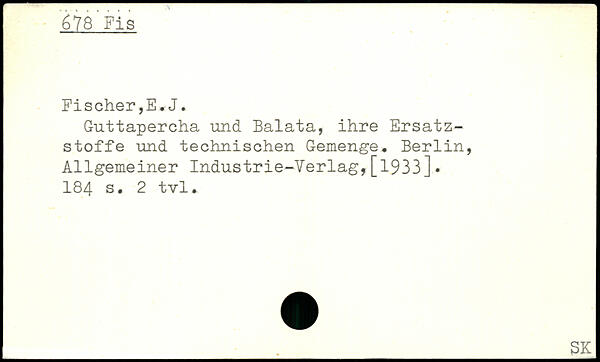 678 Fis
Fischer,E.J.
Guttapercha und Balata, ihre Ersatz-
stoffe und technischen Gemenge. Berlin,
Allgemeiner Industrie-Verlag,[1933].
184 s. 2 tvl.
SK